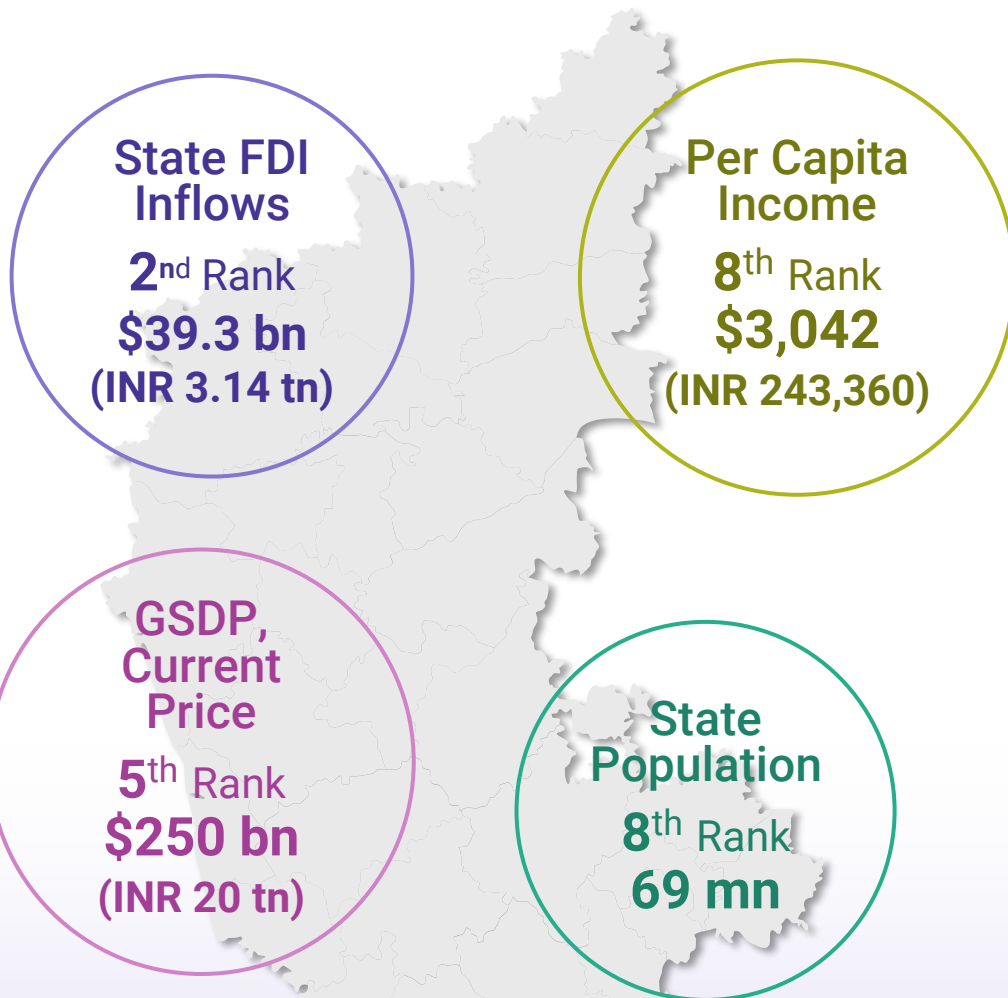 State FDI
Inflows
2nd Rank
$39.3 bn
(INR 3.14 tn)
Per Capita
Income
8th Rank
$3,042
(INR 243,360)
GSDP,
Current
Price
5th Rank
$250 bn
(INR 20 tn)
State
Population
8th Rank
69 mn